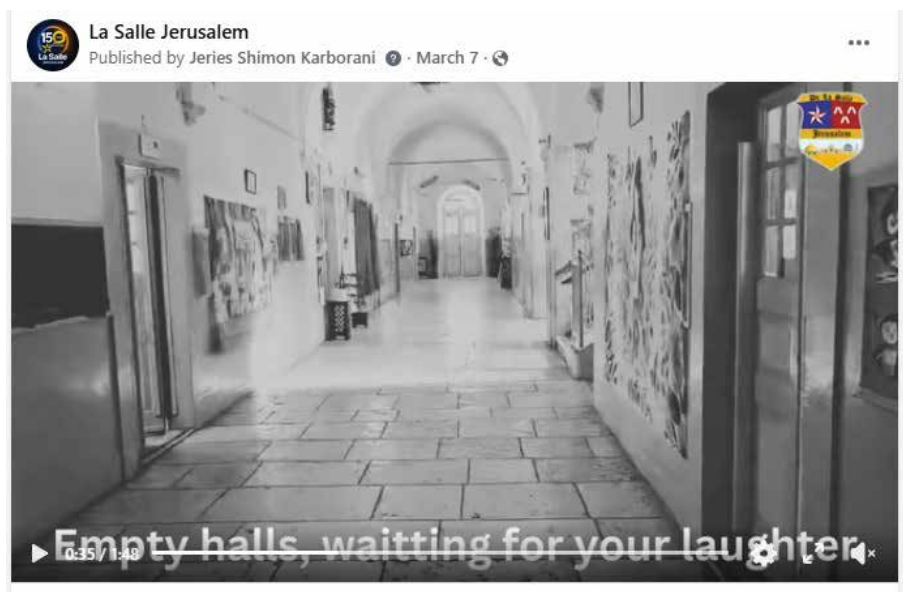 La Salle Jerusalem
Published by Jeries Shimon Karborani · March 7 ·
150
La Salle
De La Salle
Jerusalem
Empty halls, waitting for your laughter.
0:35 / 1:48